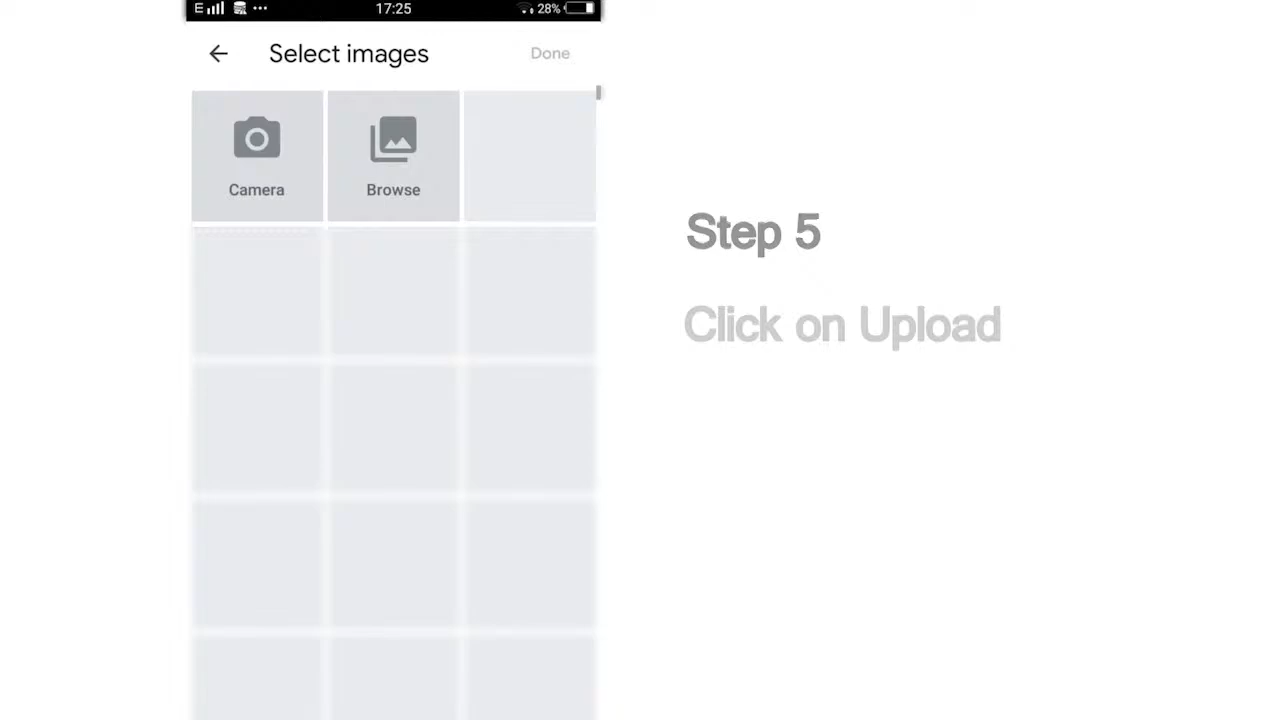 E 17:25 28%
Select images Done
Camera Browse
Step 5
Click on Upload